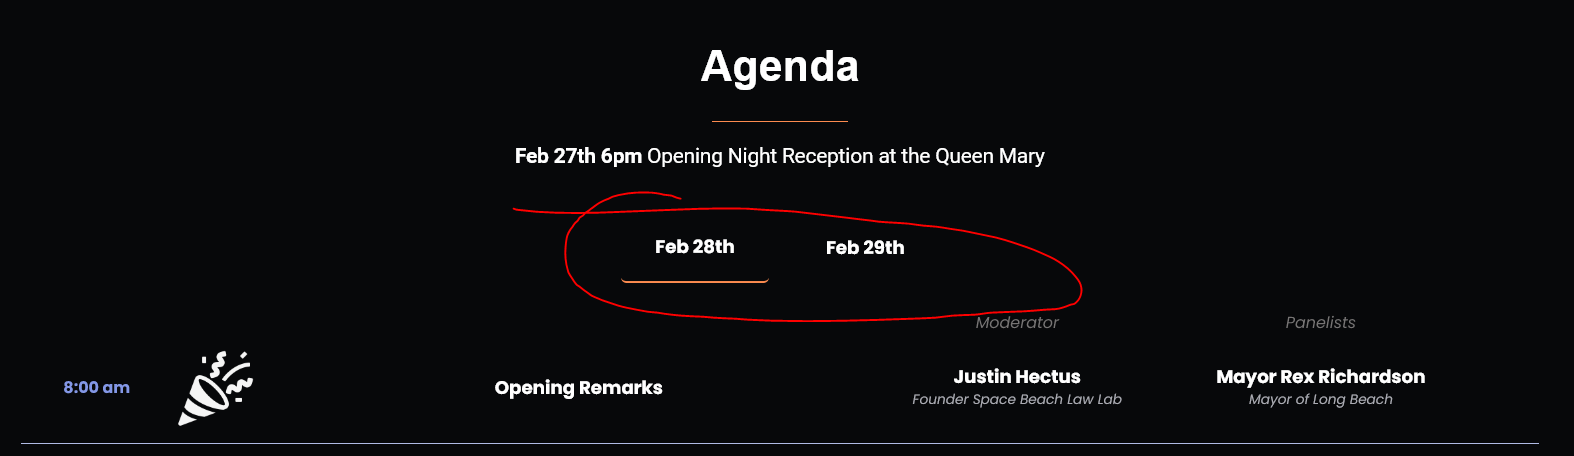 Agenda
Feb 27th 6pm Opening Night Reception at the Queen Mary
Feb 28th Feb 29th
Moderator Panelists
8:00 am Opening Remarks Justin Hectus Mayor Rex Richardson
Founder Space Beach Law Lab Mayor of Long Beach